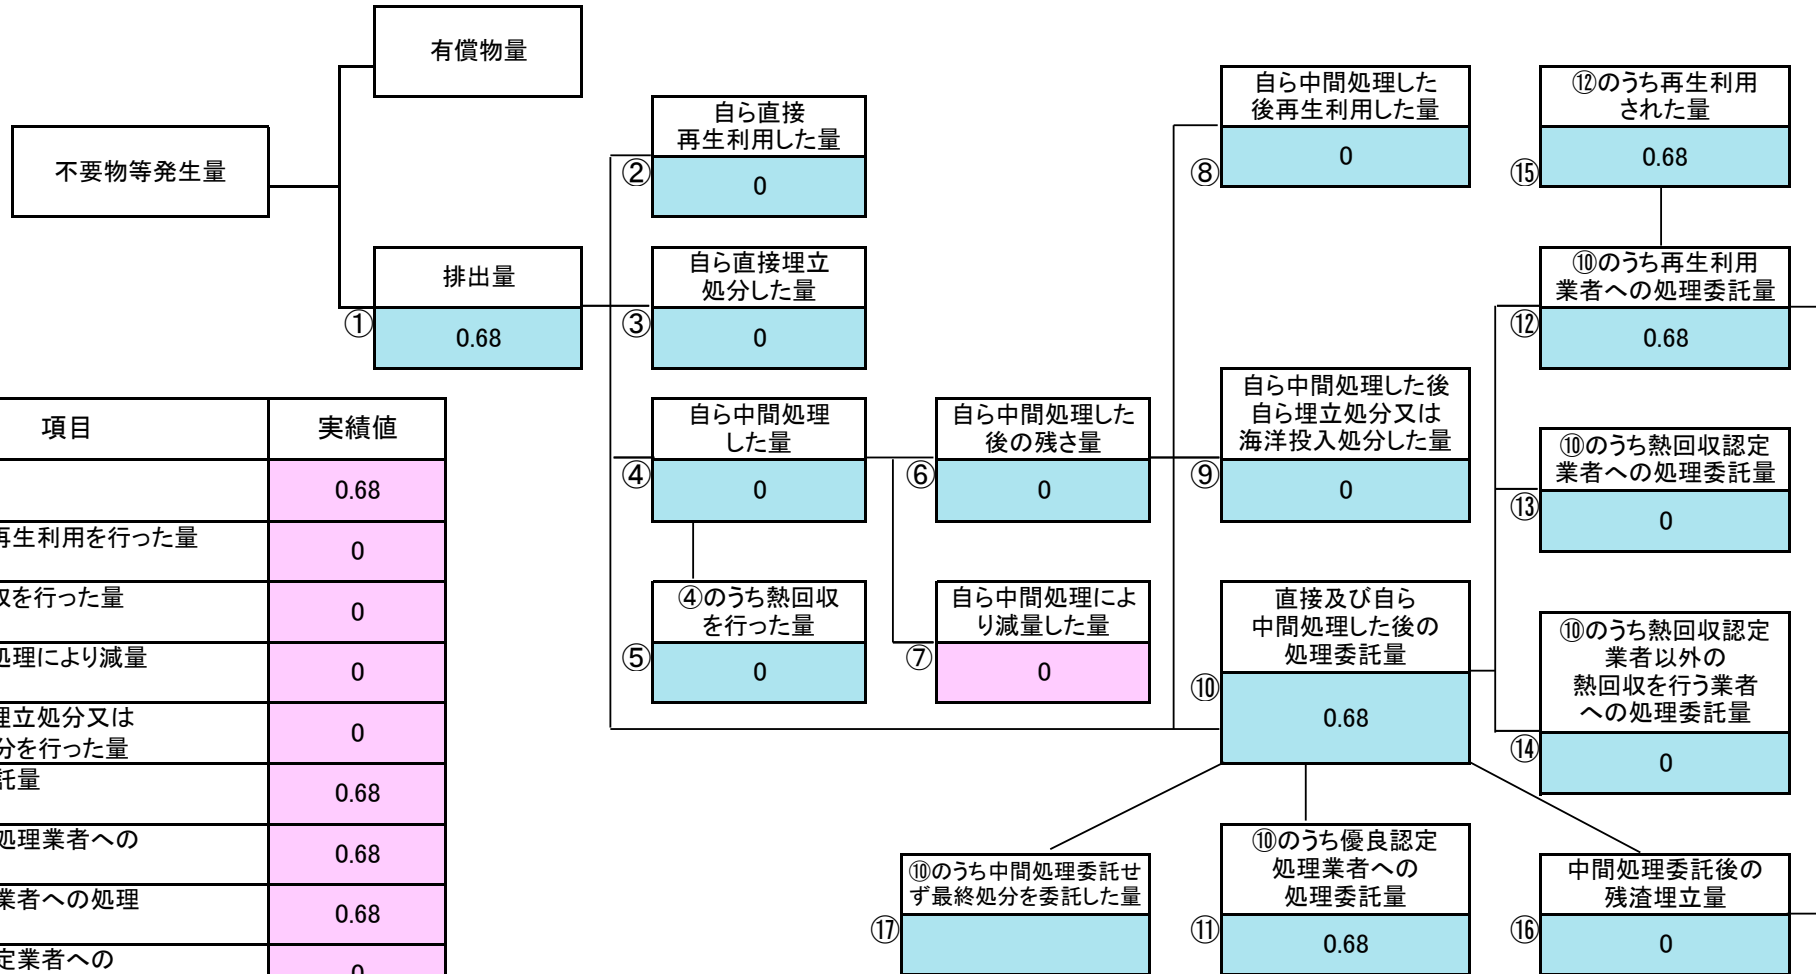 有償物量
不要物等発生量
排出量
①
0.68
自ら直接
再生利用した量
②
0
自ら直接埋立
処分した量
③
0
自ら中間処理
した量
④
0
④のうち熱回収
を行った量
⑤
0
自ら中間処理した
後の残さ量
⑥
0
自ら中間処理によ
り減量した量
⑦
0
自ら中間処理した
後再生利用した量
⑧
0
自ら中間処理した後
自ら埋立処分又は
海洋投入処分した量
⑨
0
直接及び自ら
中間処理した後の
処理委託量
⑩
0.68
⑩のうち優良認定
処理業者への
処理委託量
⑪
0.68
⑩のうち中間処理委託せ
ず最終処分を委託した量
⑰
⑫のうち再生利用
された量
⑮
0.68
⑩のうち再生利用
業者への処理委託量
⑫
0.68
⑩のうち熱回収認定
業者への処理委託量
⑬
0
⑩のうち熱回収認定
業者以外の
熱回収を行う業者
への処理委託量
⑭
0
中間処理委託後の
残渣埋立量
⑯
0
項目 実績値
0.68
再生利用を行った量
0
を行った量
0
処理により減量
0
埋立処分又は
分を行った量
0
託量
0.68
処理業者への
0.68
業者への処理
0.68
定業者への
0